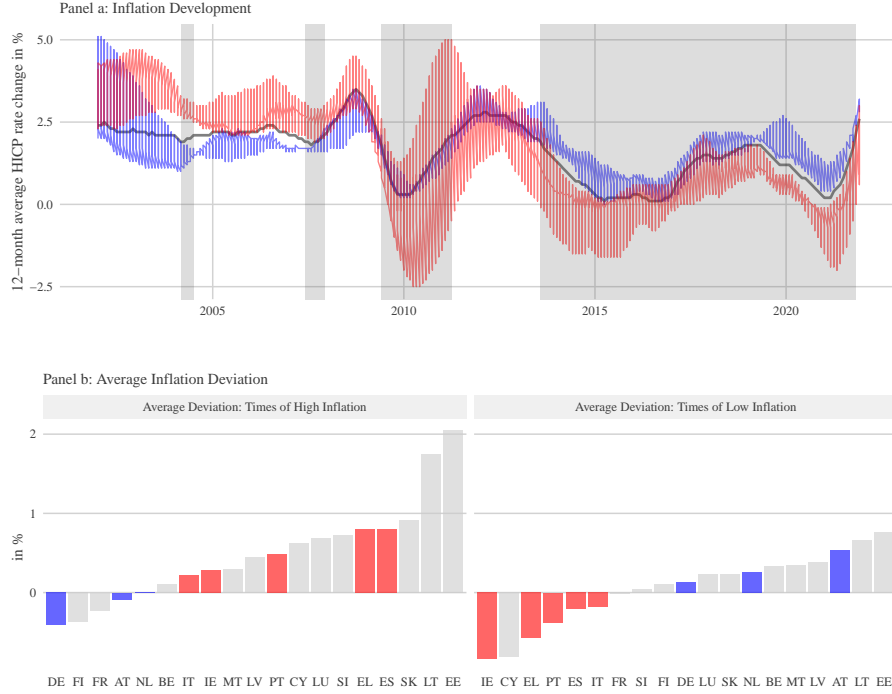 Panel a: Inflation Development
12-month average HICP rate change in %
5.0
2.5
0.0
−2.5
2005 2010 2015 2020
Panel b: Average Inflation Deviation
Average Deviation: Times of High Inflation Average Deviation: Times of Low Inflation
in %
2
1
0
DE FI FR AT NL BE IT IE MT LV PT CY LU SI EL ES SK LT EE IE CY EL PT ES IT FR SI FI DE LU SK NL BE MT LV AT LT EE